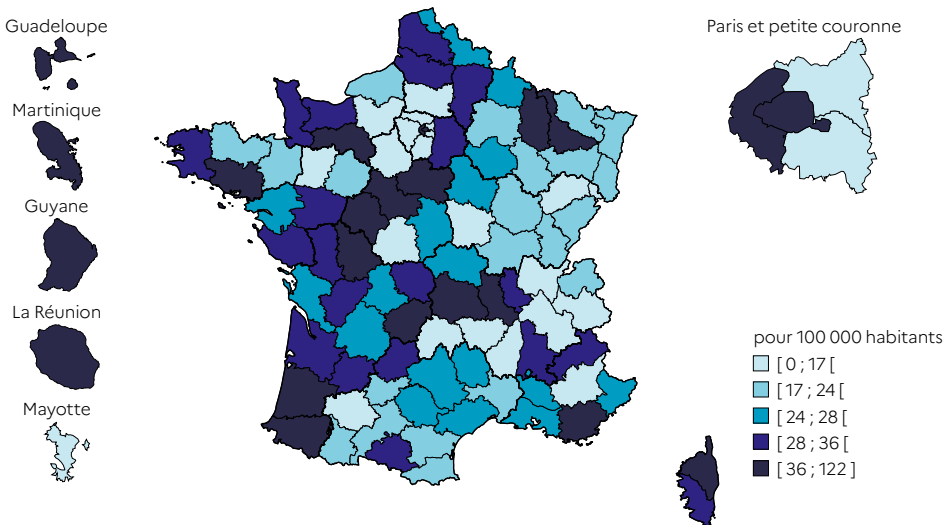 Guadeloupe
Martinique
Guyane
La Réunion
Mayotte
Paris et petite couronne
pour 100 000 habitants
[ 0 ; 17 [
[ 17 ; 24 [
[ 24 ; 28 [
[ 28 ; 36 [
[ 36 ; 122 ]